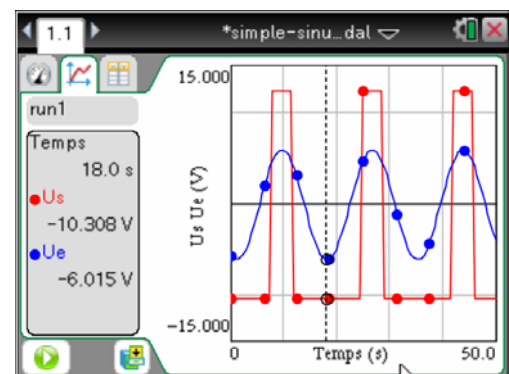 1.1
*simple-sinu…dal
run1
Temps
18.0 s
Us
-10.308 V
Ue
-6.015 V
15.000
Us Ue (V)
-15.000
0
Temps (s)
50.0